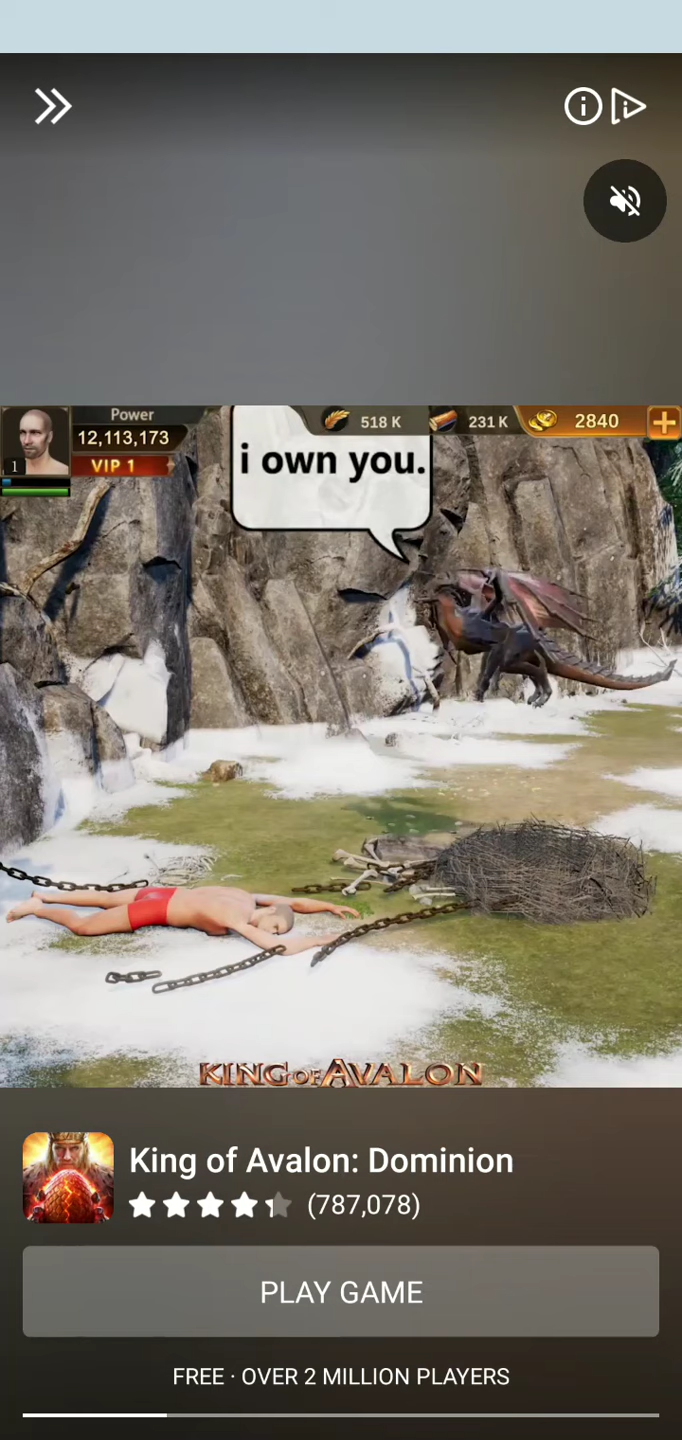 Power
518 K
231 K
2840
12,113,173
1
VIP 1
i own you.
KING OF AVALON
King of Avalon: Dominion
(787,078)
PLAY GAME
FREE · OVER 2 MILLION PLAYERS